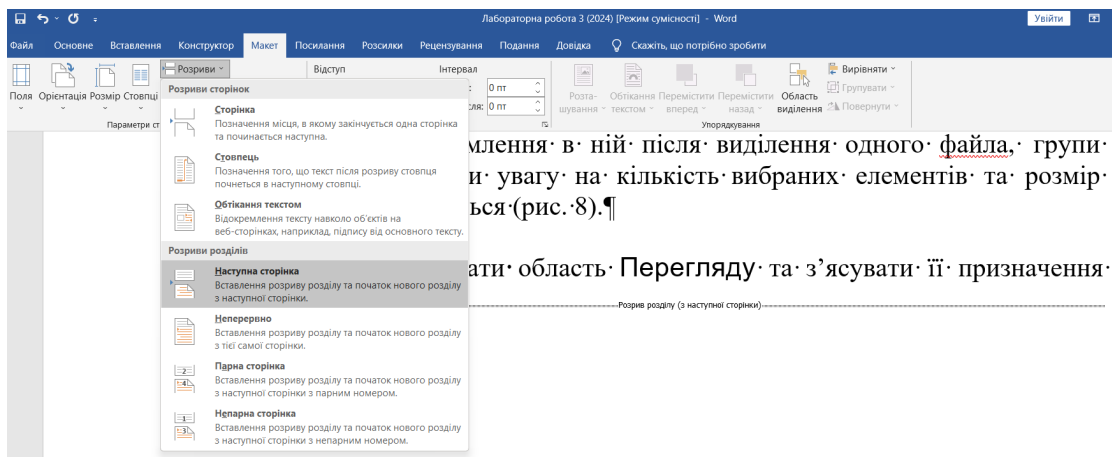 Лабораторна робота 3 (2024) [Режим сумісності] - Word
Увійти
Файл Основне Вставлення Конструктор Макет Посилання Розсилки Рецензування Подання Довідка Скажіть, що потрібно зробити
Поля Орієнтація Розмір Стовпці
Розриви
Відступ Інтервал
0 пт
сля: 0 пт
Розта-
шування
Обтікання
текстом
Перемістити
вперед
Перемістити
назад
Область
виділення
Вирівняти
Групувати
Повернути
Параметри ст
Упорядкування
Розриви сторінок
Сторінка
Позначення місця, в якому закінчується одна сторінка
та починається наступна.
Стовпець
Позначення того, що текст після розриву стовпця
почнеться в наступному стовпці.
Обтікання текстом
Відокремлення тексту навколо об'єктів на
веб-сторінках, наприклад, підпису від основного тексту.
Розриви розділів
Наступна сторінка
Вставлення розриву розділу та початок нового розділу
з наступної сторінки.
Неперервно
Вставлення розриву розділу та початок нового розділу
з тієї самої сторінки.
Парна сторінка
Вставлення розриву розділу та початок нового розділу
з наступної сторінки з парним номером.
Непарна сторінка
Вставлення розриву розділу та початок нового розділу
з наступної сторінки з непарним номером.
млення· в· ній· після· виділення· одного· файла,· групи·
и· увагу· на· кількість· вибраних· елементів· та· розмір·
ься·(рис.·8).¶
ати· область· Перегляду· та· з’ясувати· її· призначення·
Розрив розділу (з наступної сторінки)